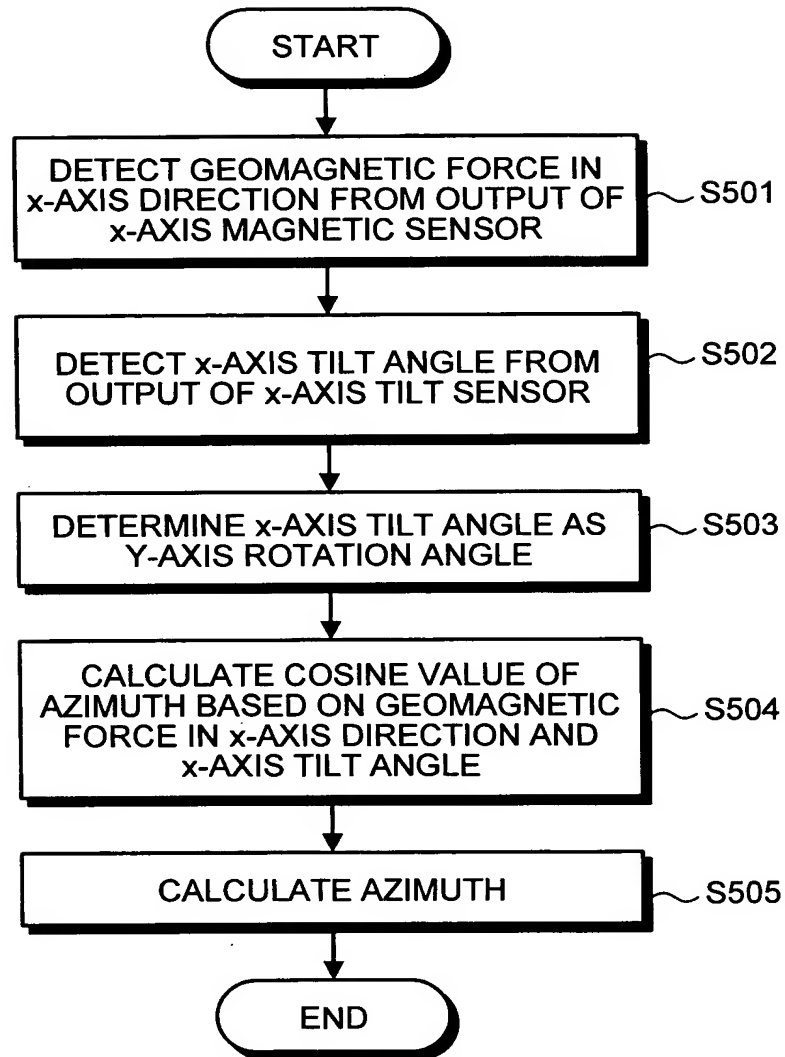 START
DETECT GEOMAGNETIC FORCE IN
x-AXIS DIRECTION FROM OUTPUT OF
x-AXIS MAGNETIC SENSOR
S501
DETECT x-AXIS TILT ANGLE FROM
OUTPUT OF x-AXIS TILT SENSOR
S502
DETERMINE x-AXIS TILT ANGLE AS
Y-AXIS ROTATION ANGLE
S503
CALCULATE COSINE VALUE OF
AZIMUTH BASED ON GEOMAGNETIC
FORCE IN x-AXIS DIRECTION AND
x-AXIS TILT ANGLE
S504
CALCULATE AZIMUTH
S505
END